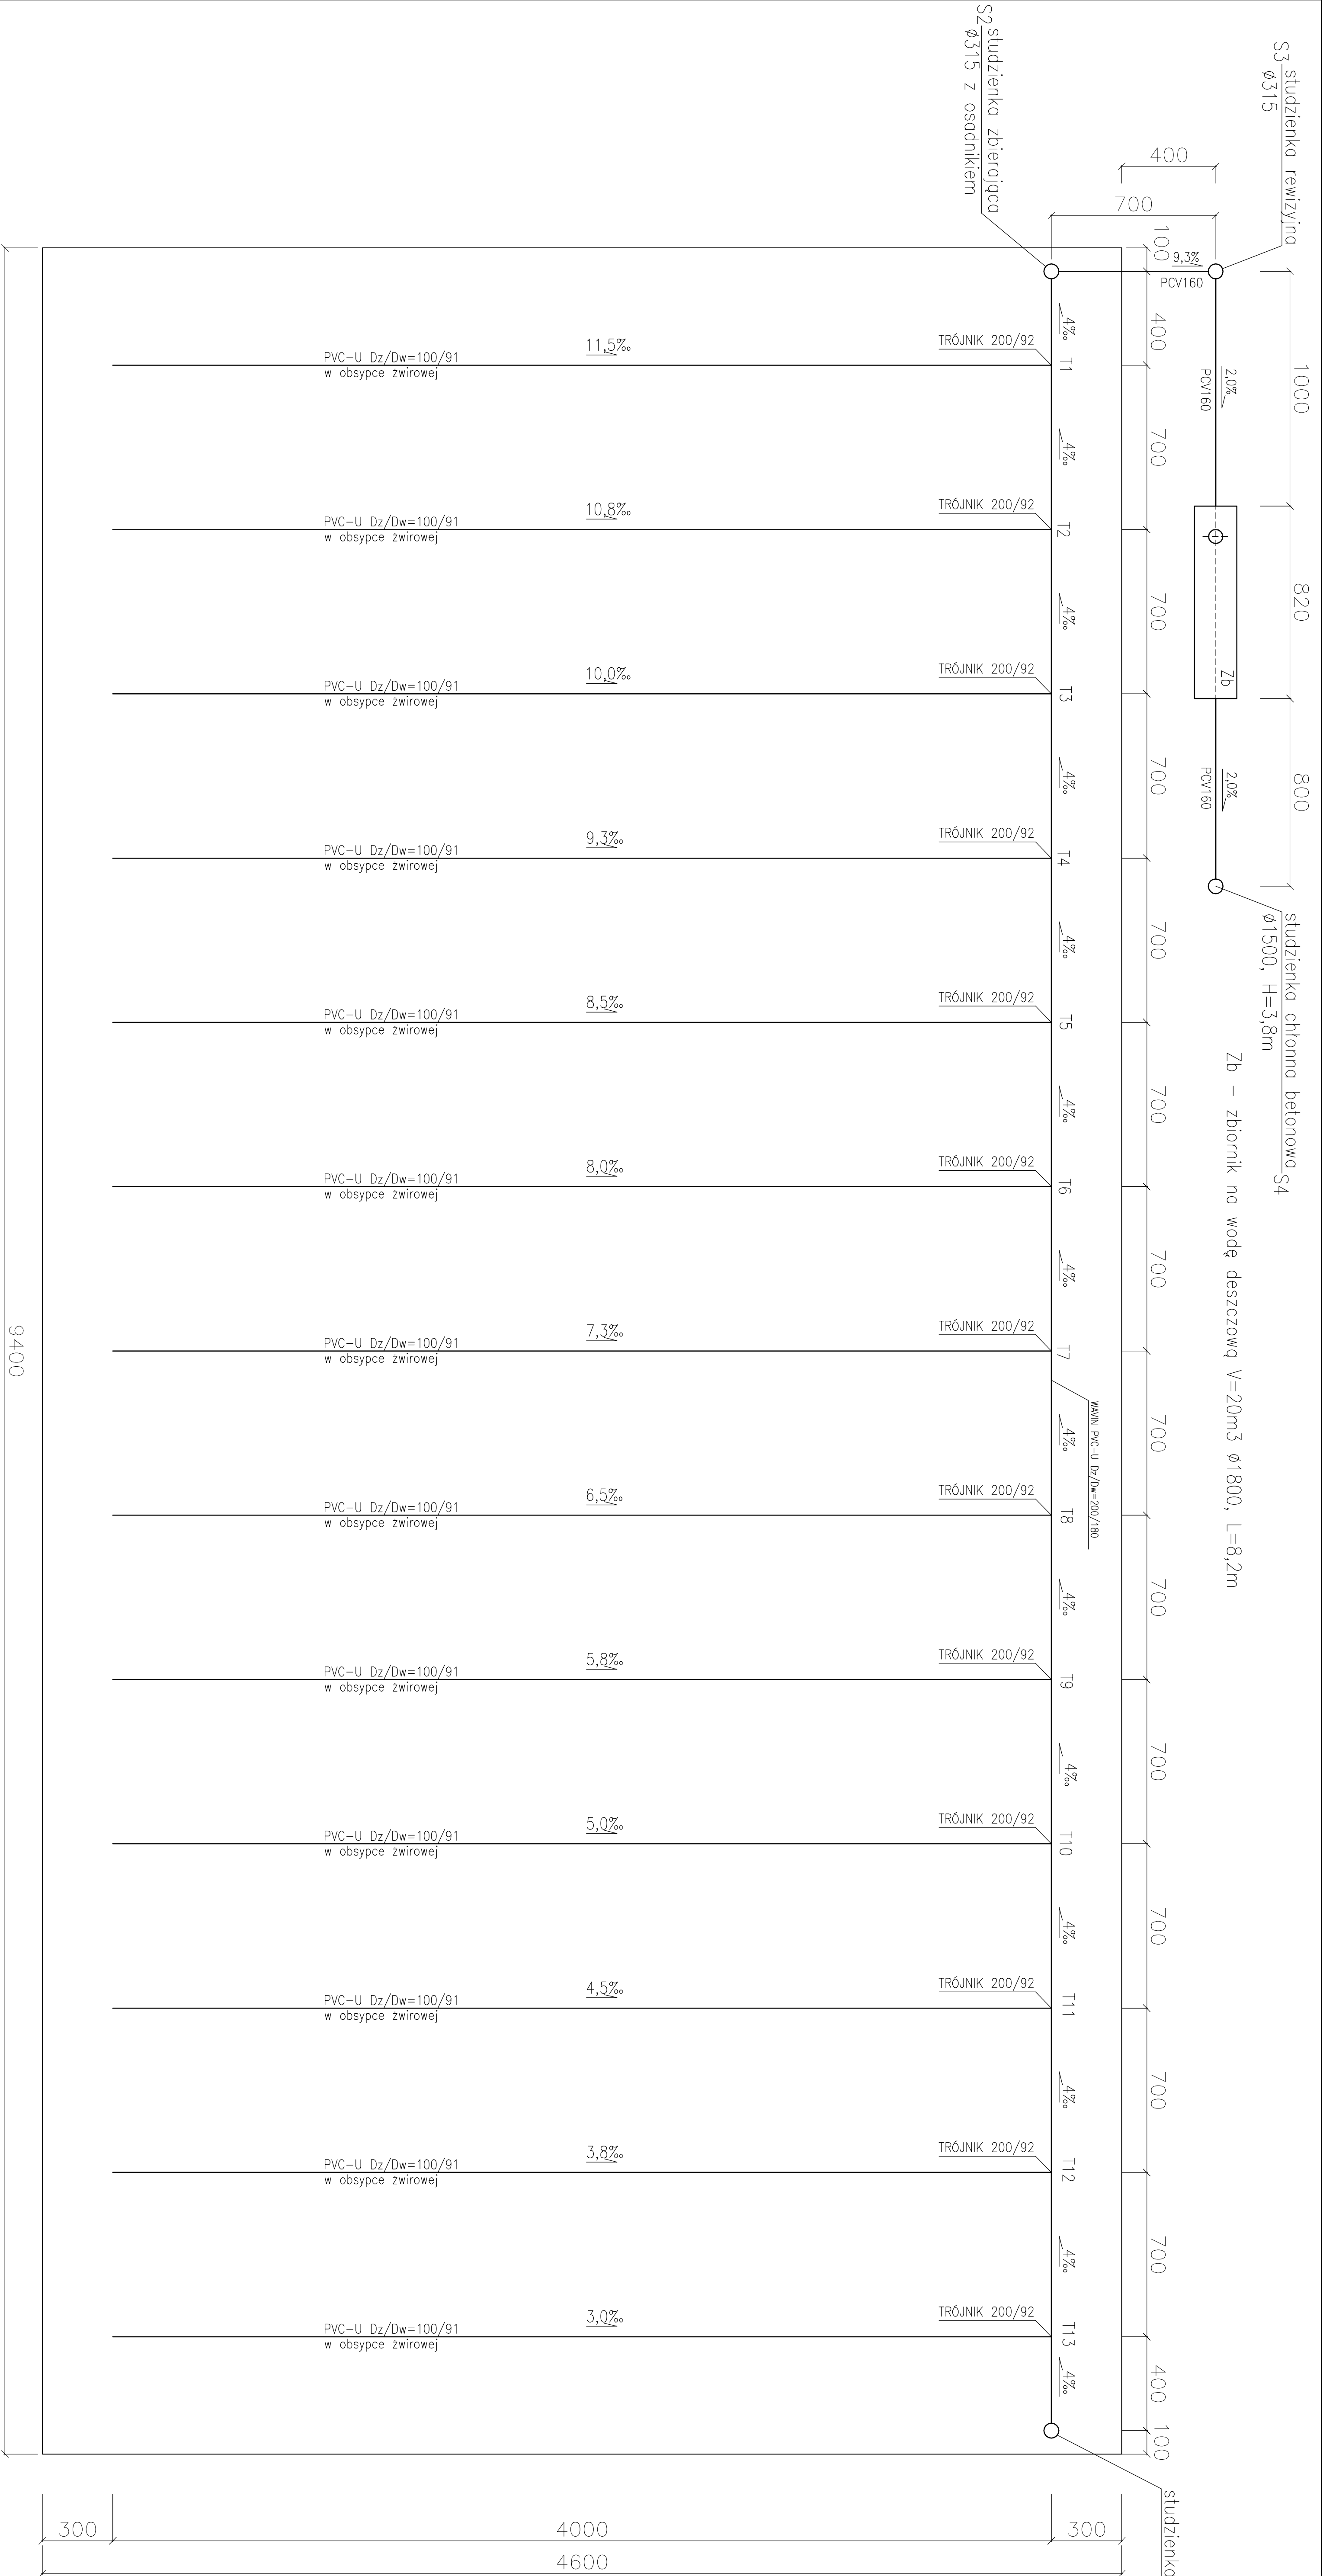 S3 studzienka rewizyjna
ø315
S2 studzienka zbierająca
ø315 z osadnikiem
400
700
1000
820
800
9,3%
PCV160
2,0%
PCV160
Zb
2,0%
PCV160
studzienka chłonna betonowa S4
ø1500, H=3,8m
Zb – zbiornik na wodę deszczową V=20m3 ø1800, L=8,2m
100
400
700
700
700
700
700
700
700
700
700
700
700
700
400
100
4‰
11,5‰
TRÓJNIK 200/92
T1
PVC-U Dz/Dw=100/91
w obsypce żwirowej
4‰
10,8‰
TRÓJNIK 200/92
T2
PVC-U Dz/Dw=100/91
w obsypce żwirowej
4‰
10,0‰
TRÓJNIK 200/92
T3
PVC-U Dz/Dw=100/91
w obsypce żwirowej
4‰
9,3‰
TRÓJNIK 200/92
T4
PVC-U Dz/Dw=100/91
w obsypce żwirowej
4‰
8,5‰
TRÓJNIK 200/92
T5
PVC-U Dz/Dw=100/91
w obsypce żwirowej
4‰
8,0‰
TRÓJNIK 200/92
T6
PVC-U Dz/Dw=100/91
w obsypce żwirowej
4‰
7,3‰
TRÓJNIK 200/92
T7
PVC-U Dz/Dw=100/91
w obsypce żwirowej
WAVIN PVC-U Dz/Dw=200/180
4‰
6,5‰
TRÓJNIK 200/92
T8
PVC-U Dz/Dw=100/91
w obsypce żwirowej
4‰
5,8‰
TRÓJNIK 200/92
T9
PVC-U Dz/Dw=100/91
w obsypce żwirowej
4‰
5,0‰
TRÓJNIK 200/92
T10
PVC-U Dz/Dw=100/91
w obsypce żwirowej
4‰
4,5‰
TRÓJNIK 200/92
T11
PVC-U Dz/Dw=100/91
w obsypce żwirowej
4‰
3,8‰
TRÓJNIK 200/92
T12
PVC-U Dz/Dw=100/91
w obsypce żwirowej
4‰
3,0‰
TRÓJNIK 200/92
T13
PVC-U Dz/Dw=100/91
w obsypce żwirowej
4‰
studzienka
9400
300
4000
300
4600